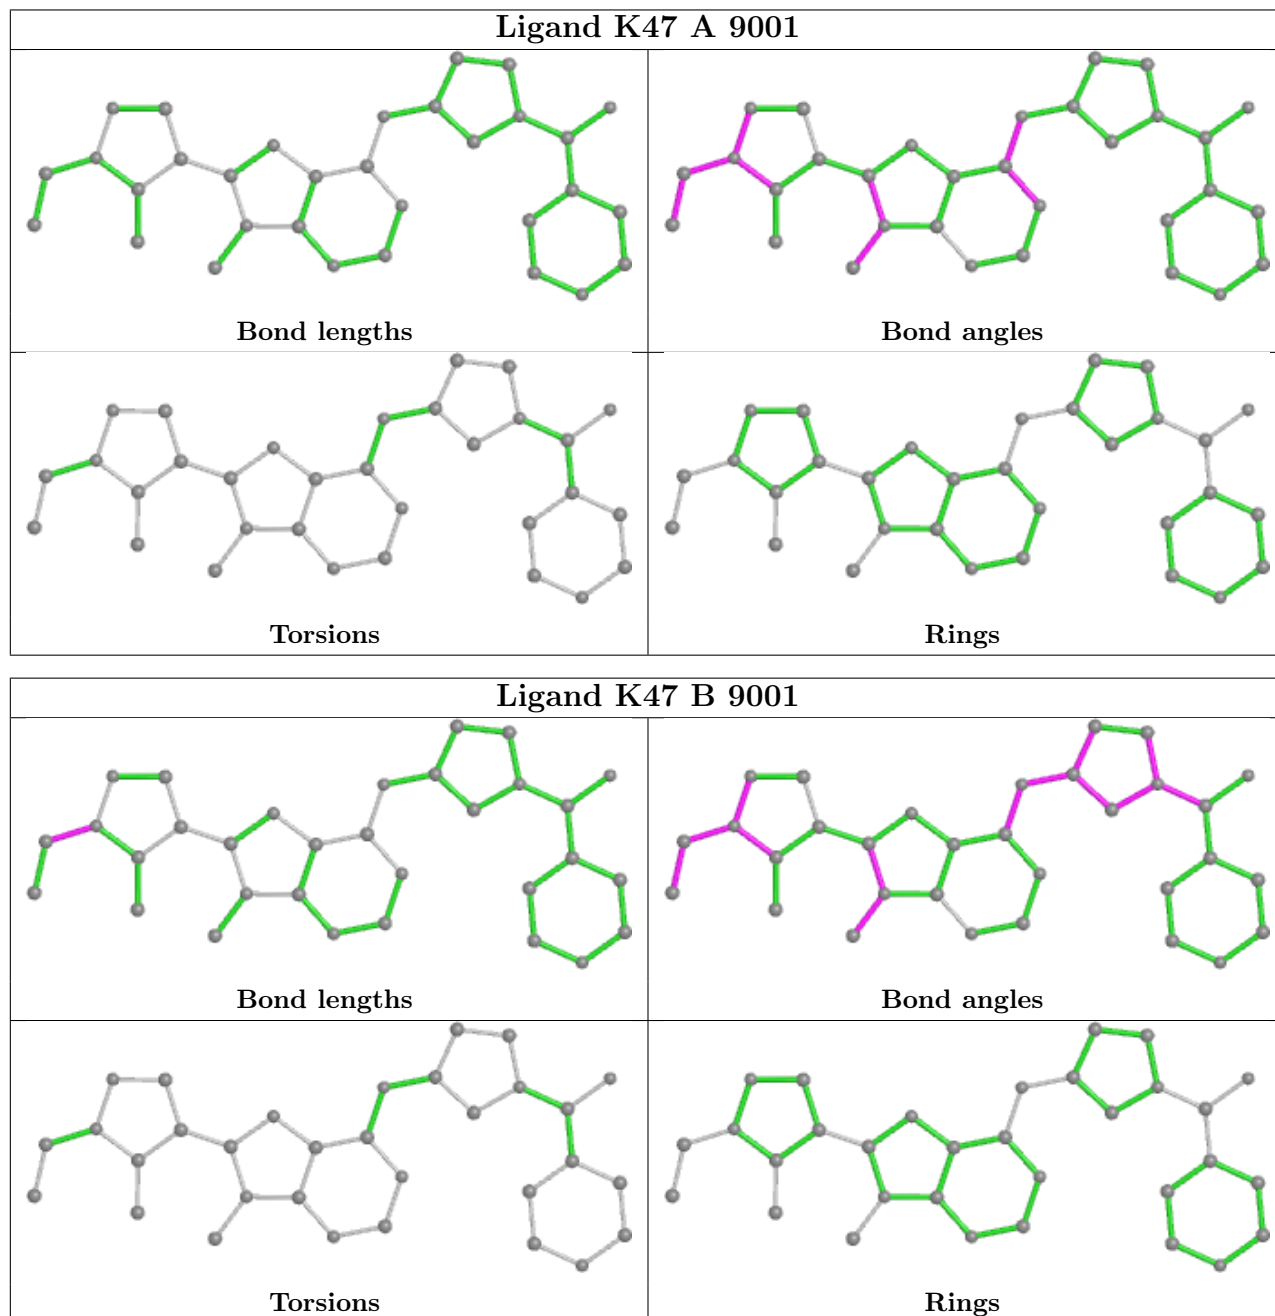 Ligand K47 A 9001
Bond lengths
Bond angles
Torsions
Rings
Ligand K47 B 9001
Bond lengths
Bond angles
Torsions
Rings